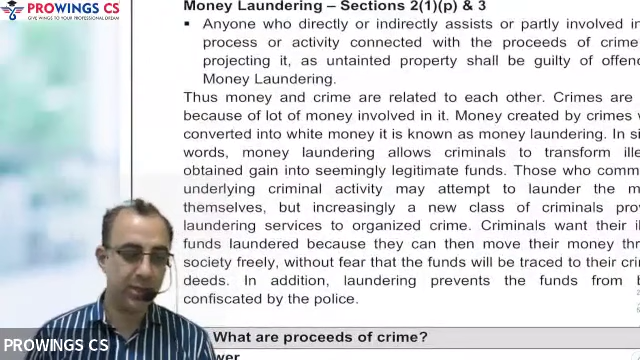 PROWINGS CS
GIVE WINGS TO YOUR PROFESSIONAL DREAM
Money Laundering – Sections 2(1)(p) & 3
▪ Anyone who directly or indirectly assists or partly involved in
process or activity connected with the proceeds of crime
projecting it, as untainted property shall be guilty of offen
Money Laundering.
Thus money and crime are related to each other. Crimes are
because of lot of money involved in it. Money created by crimes w
converted into white money it is known as money laundering. In si
words, money laundering allows criminals to transform ille
obtained gain into seemingly legitimate funds. Those who comm
underlying criminal activity may attempt to launder the m
themselves, but increasingly a new class of criminals prov
laundering services to organized crime. Criminals want their il
funds laundered because they can then move their money thr
society freely, without fear that the funds will be traced to their cri
deeds. In addition, laundering prevents the funds from b
confiscated by the police.
What are proceeds of crime?
wer
PROWINGS CS